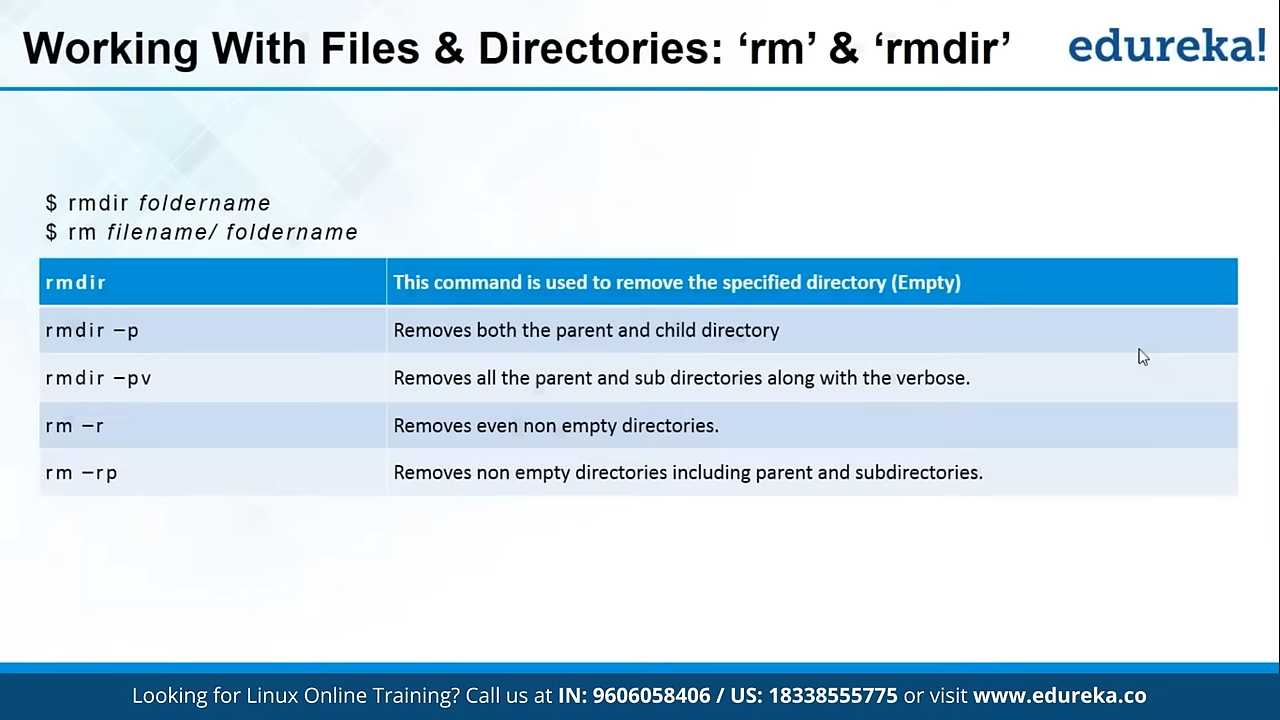 Working With Files & Directories: ‘rm’ & ‘rmdir’
edureka!
$ rmdir foldername
$ rm filename/ foldername
rmdir This command is used to remove the specified directory (Empty)
rmdir –p Removes both the parent and child directory
rmdir –pv Removes all the parent and sub directories along with the verbose.
rm –r Removes even non empty directories.
rm –rp Removes non empty directories including parent and subdirectories.
Looking for Linux Online Training? Call us at IN: 9606058406 / US: 18338555775 or visit www.edureka.co